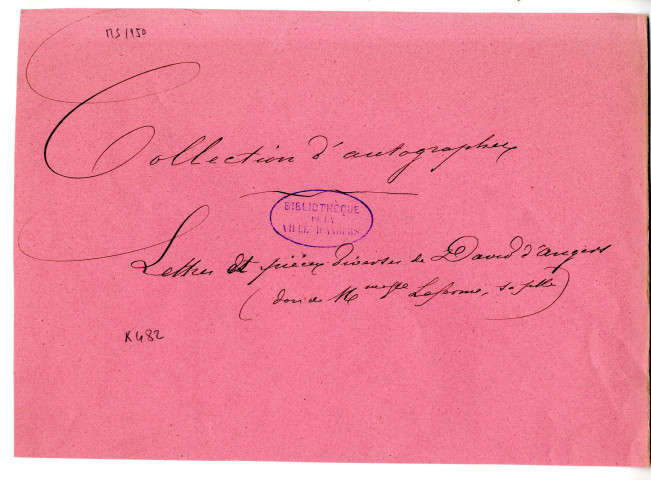 MS 1950
Collection d'autographes
BIBLIOTHÈQUE
DE LA
VILLE D'ANGERS
Lettres et pièces diverses de David d'Angers
(don de Mme Leferme, sa fille)
K 482